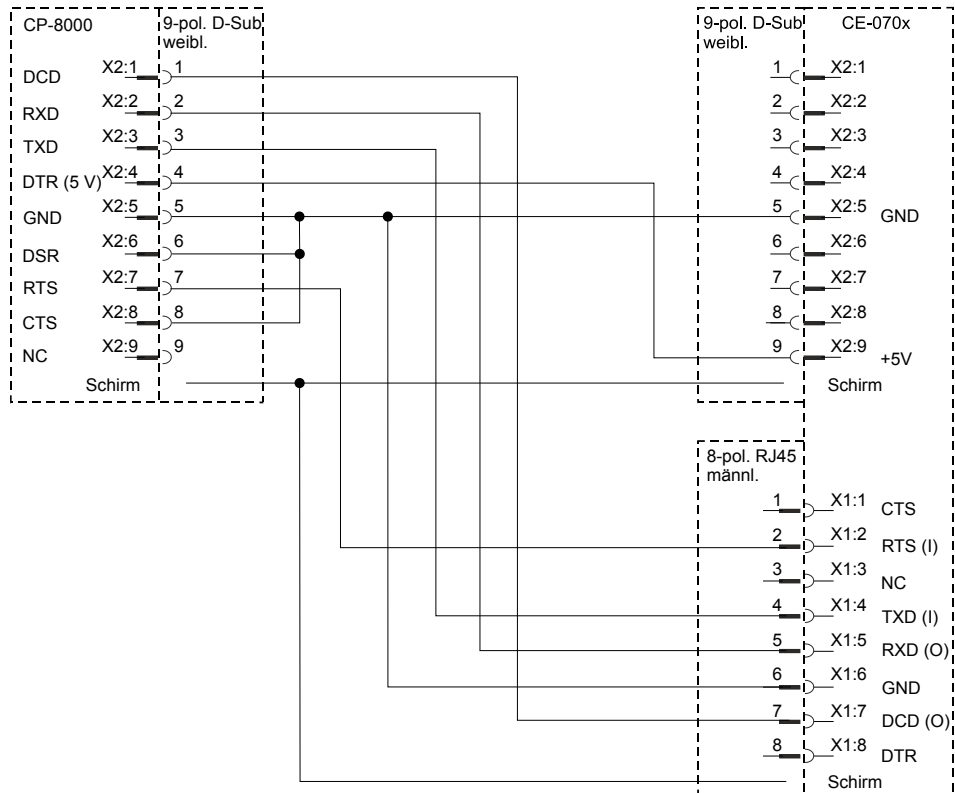 CP-8000
9-pol. D-Sub
weibl.
DCD X2:1 1
RXD X2:2 2
TXD X2:3 3
DTR (5 V) X2:4 4
GND X2:5 5
DSR X2:6 6
RTS X2:7 7
CTS X2:8 8
NC X2:9 9
Schirm
9-pol. D-Sub
weibl.
CE-070x
1 X2:1
2 X2:2
3 X2:3
4 X2:4
5 X2:5 GND
6 X2:6
7 X2:7
8 X2:8
9 X2:9 +5V
Schirm
8-pol. RJ45
männl.
1 X1:1 CTS
2 X1:2 RTS (I)
3 X1:3 NC
4 X1:4 TXD (I)
5 X1:5 RXD (O)
6 X1:6 GND
7 X1:7 DCD (O)
8 X1:8 DTR
Schirm